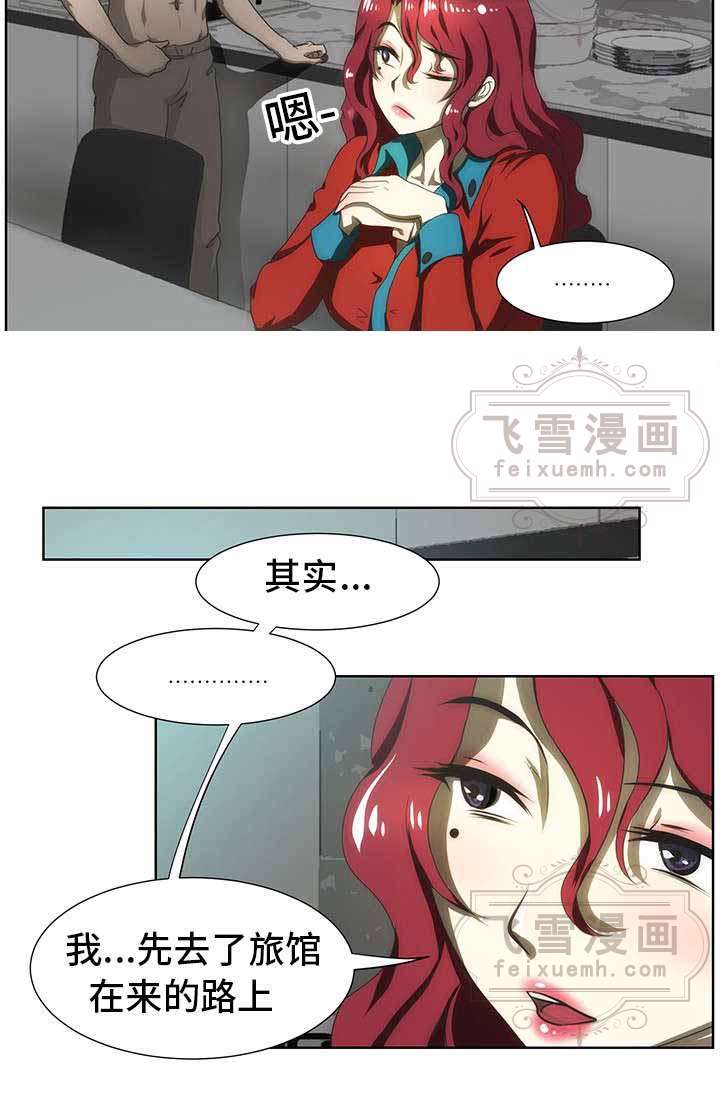 嗯-
........
飞雪漫画
feixuemh.com
其实...
..............
我...先去了旅馆
在来的路上
飞雪漫画
feixuemh.com